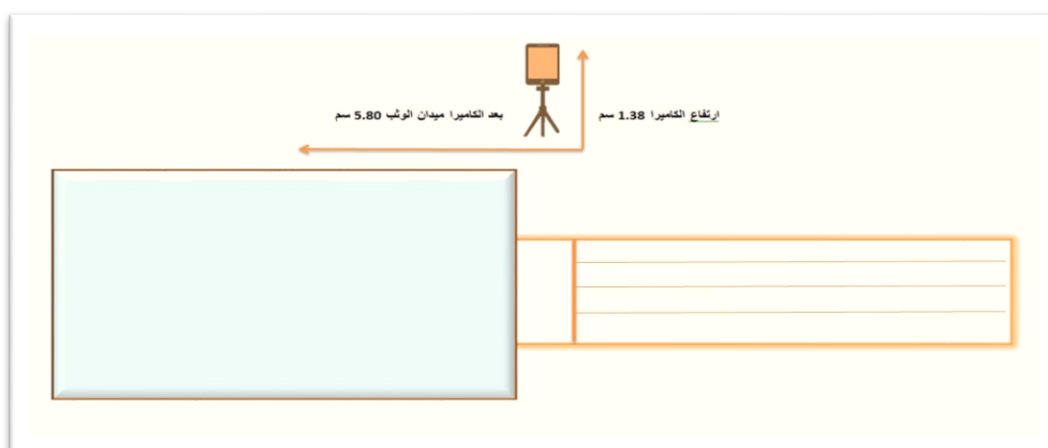 ارتفاع الكاميرا 1.38 سم
بعد الكاميرا ميدان الوثب 5.80 سم